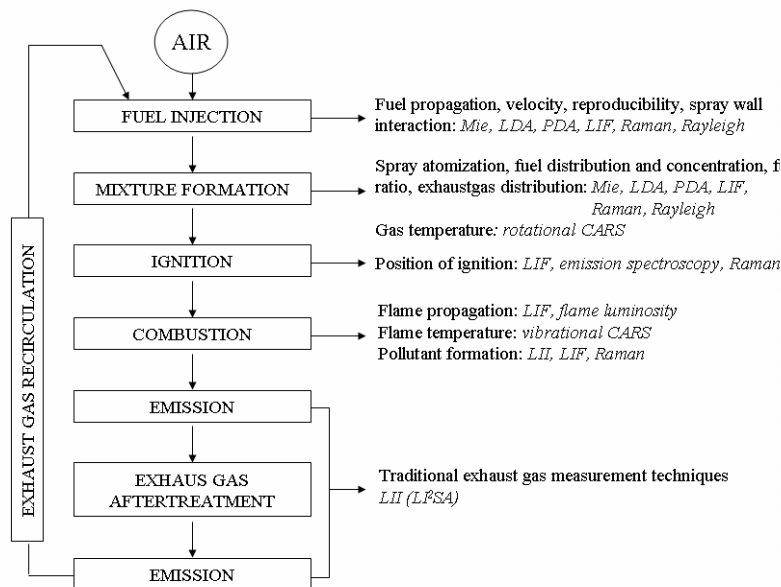 AIR
FUEL INJECTION
Fuel propagation, velocity, reproducibility, spray wall
interaction: Mie, LDA, PDA, LIF, Raman, Rayleigh
MIXTURE FORMATION
Spray atomization, fuel distribution and concentration,
ratio, exhaustgas distribution: Mie, LDA, PDA, LIF,
Raman, Rayleigh
Gas temperature: rotational CARS
IGNITION
Position of ignition: LIF, emission spectroscopy, Raman
COMBUSTION
Flame propagation: LIF, flame luminosity
Flame temperature: vibrational CARS
Pollutant formation: LII, LIF, Raman
EMISSION
EXHAUS GAS
AFTERTREATMENT
Traditional exhaust gas measurement techniques
LII (LI²SA)
EMISSION
EXHAUST GAS RECIRCULATION